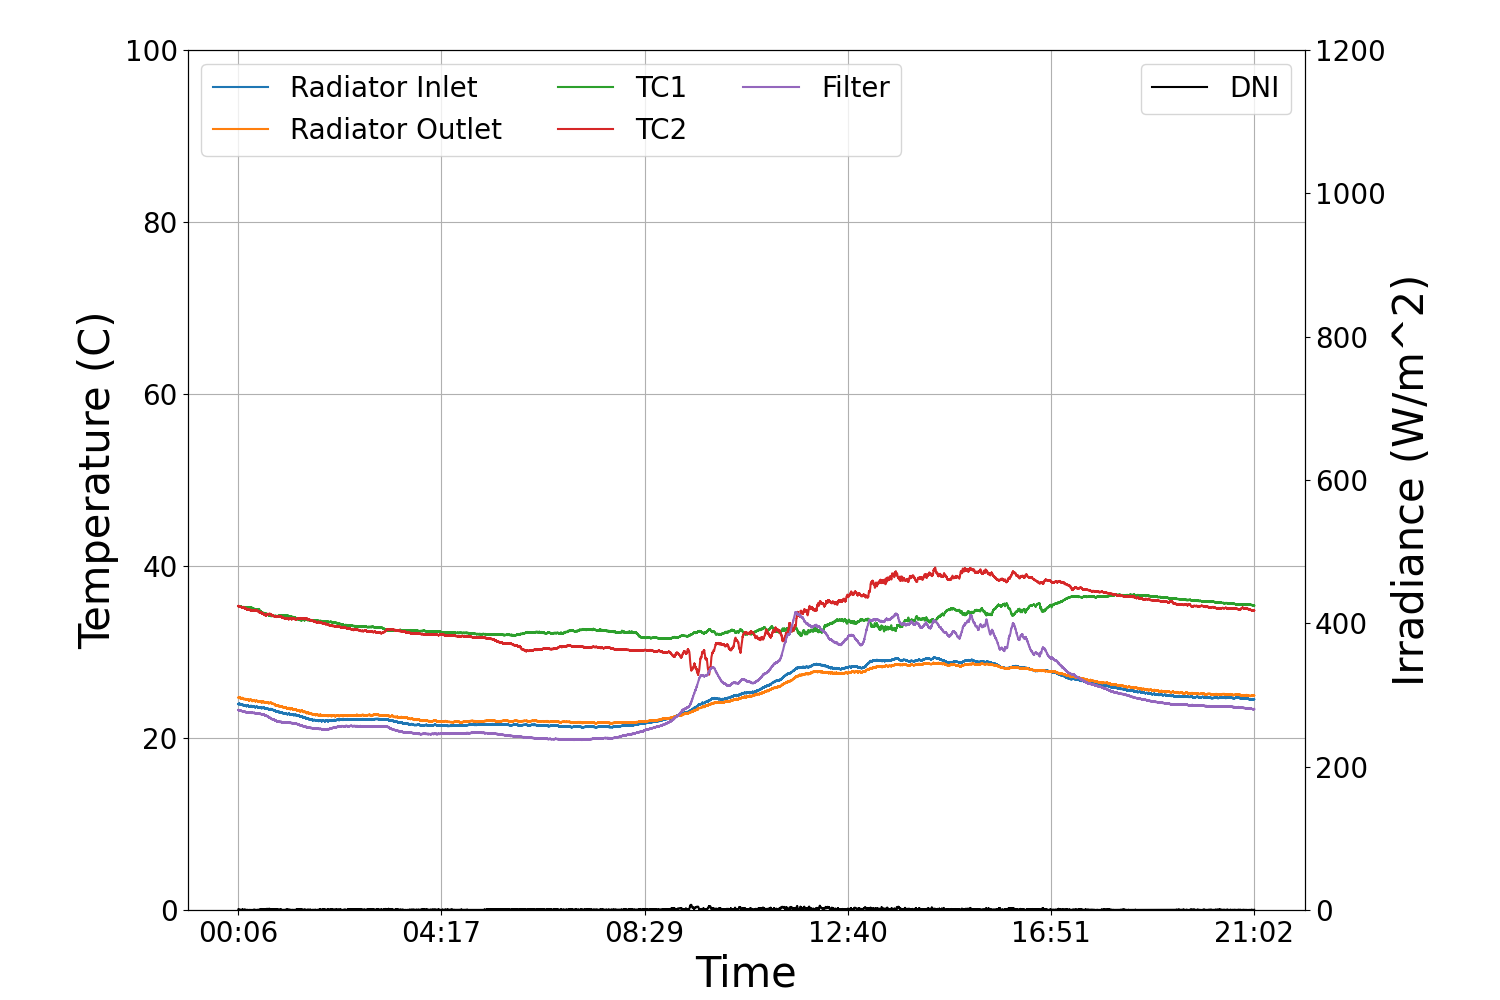 100
80
60
40
20
0
Temperature (C)
Radiator Inlet
Radiator Outlet
TC1
TC2
Filter
DNI
1200
1000
800
600
400
200
0
Irradiance (W/m^2)
00:06 04:17 08:29 12:40 16:51 21:02
Time